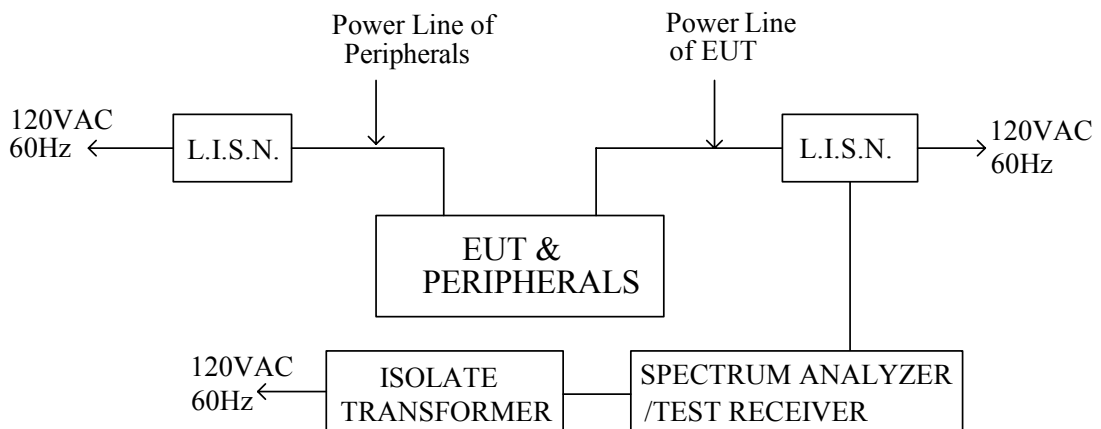 Power Line of
Peripherals
Power Line
of EUT
120VAC
60Hz
L.I.S.N.
L.I.S.N.
120VAC
60Hz
EUT &
PERIPHERALS
120VAC
60Hz
ISOLATE
TRANSFORMER
SPECTRUM ANALYZER
/TEST RECEIVER